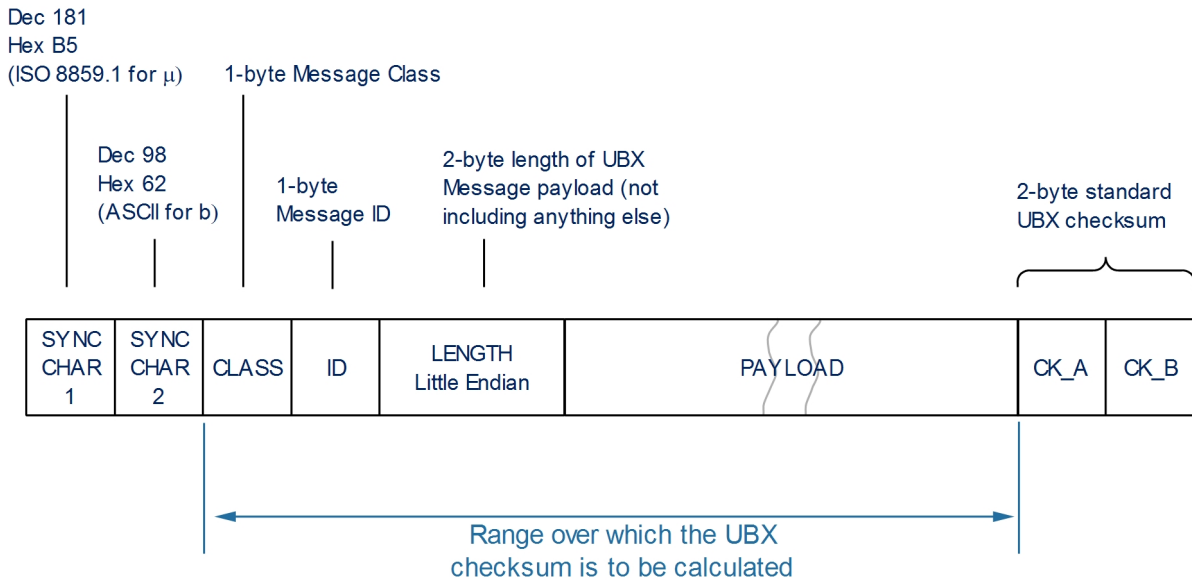 Dec 181
Hex B5
(ISO 8859.1 for μ)
1-byte Message Class
Dec 98
Hex 62
(ASCII for b)
1-byte
Message ID
2-byte length of UBX
Message payload (not
including anything else)
2-byte standard
UBX checksum
SYNC
CHAR
1
SYNC
CHAR
2
CLASS
ID
LENGTH
Little Endian
PAYLOAD
CK_A
CK_B
Range over which the UBX
checksum is to be calculated